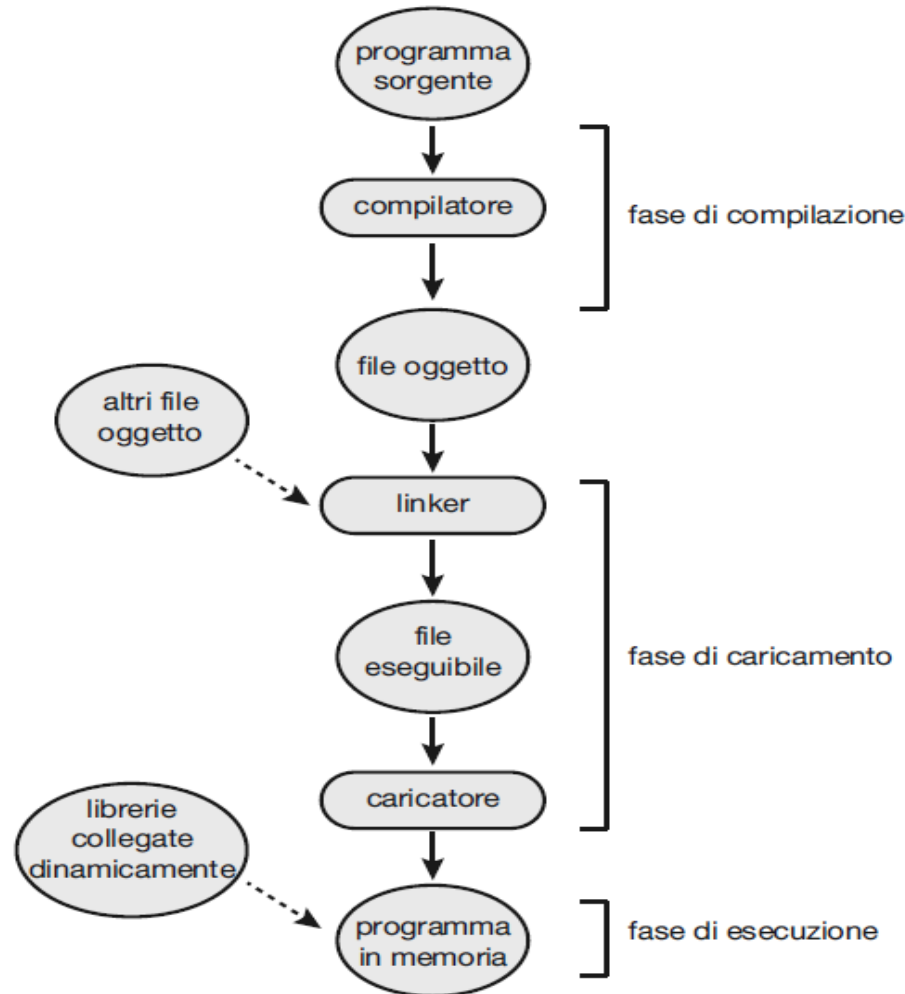 programma
sorgente
compilatore
fase di compilazione
file oggetto
altri file
oggetto
linker
file
eseguibile
fase di caricamento
caricatore
librerie
collegate
dinamicamente
programma
in memoria
fase di esecuzione